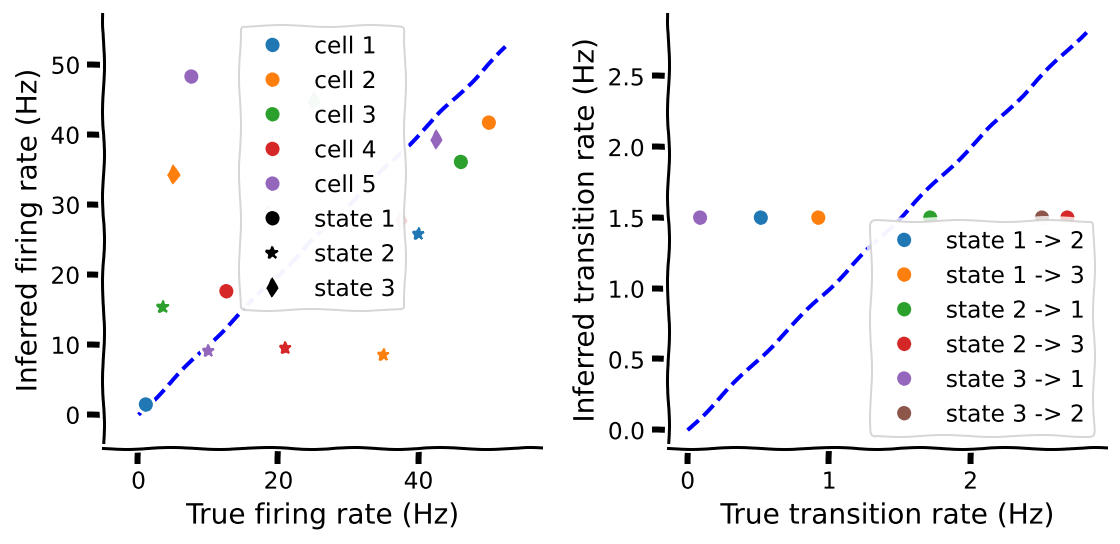 Inferred firing rate (Hz)
50
40
30
20
10
0
0
20
40
True firing rate (Hz)
cell 1
cell 2
cell 3
cell 4
cell 5
state 1
state 2
state 3
Inferred transition rate (Hz)
2.5
2.0
1.5
1.0
0.5
0.0
0
1
2
True transition rate (Hz)
state 1 -> 2
state 1 -> 3
state 2 -> 1
state 2 -> 3
state 3 -> 1
state 3 -> 2